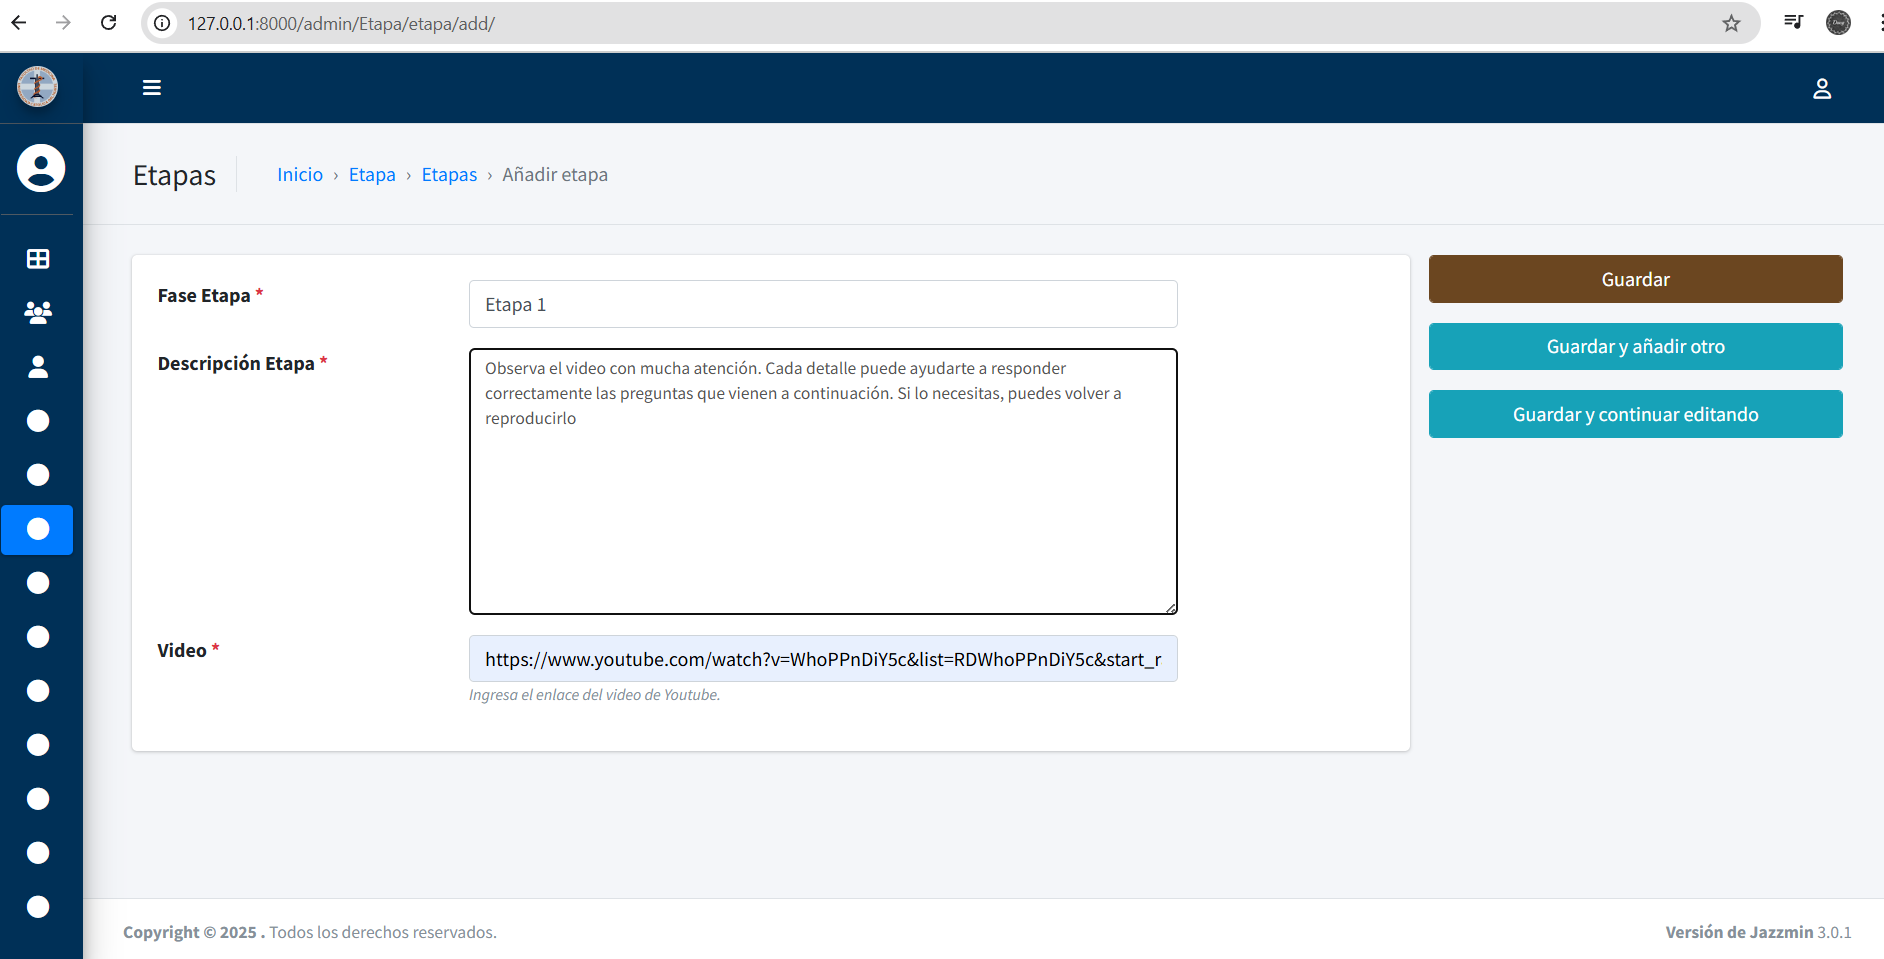 127.0.0.1:8000/admin/Etapa/etapa/add/
Etapas
Inicio › Etapa › Etapas › Añadir etapa
Fase Etapa *
Etapa 1
Descripción Etapa *
Observa el video con mucha atención. Cada detalle puede ayudarte a responder
correctamente las preguntas que vienen a continuación. Si lo necesitas, puedes volver a
reproducirlo
Video *
https://www.youtube.com/watch?v=WhoPPnDiY5c&list=RDWhoPPnDiY5c&start_r
Ingresa el enlace del video de Youtube.
Guardar
Guardar y añadir otro
Guardar y continuar editando
Copyright © 2025 . Todos los derechos reservados.
Versión de Jazzmin 3.0.1